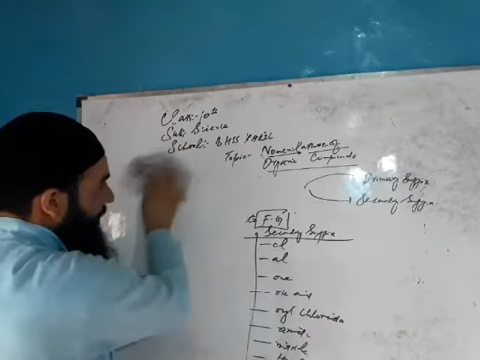 Class:- 10th
Sub:- Science
School:- BHSS YARIL
Topic:- Nomenclature of
Organic Compounds
Primary Suffix
Secondary Suffix
F.G
Secondary Suffix
- ol
- al
- one
- oic acid
- oyl chloride
- amide
- nitrile